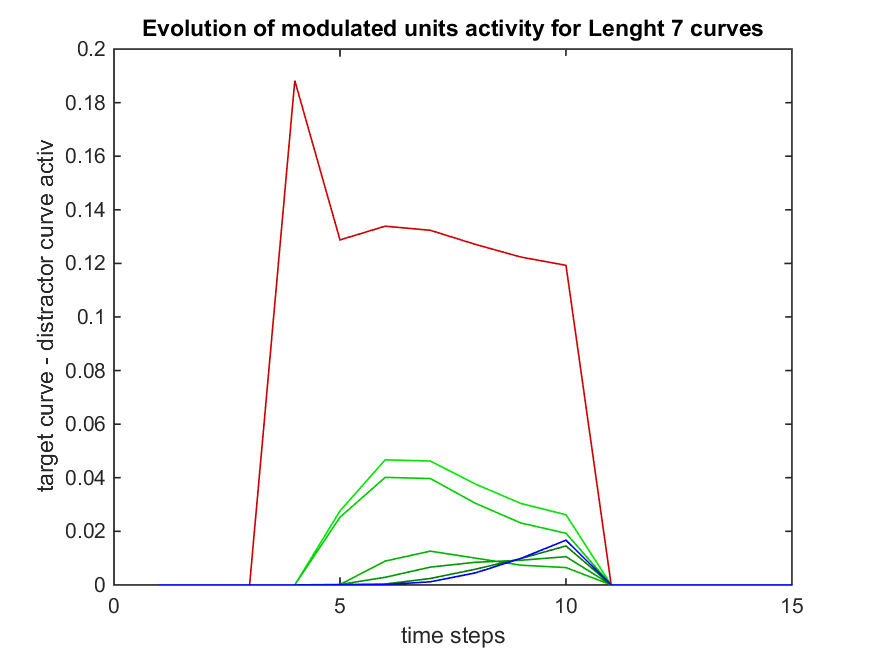 Evolution of modulated units activity for Lenght 7 curves
target curve - distractor curve activ
0.2
0.18
0.16
0.14
0.12
0.1
0.08
0.06
0.04
0.02
0
0 5 10 15
time steps